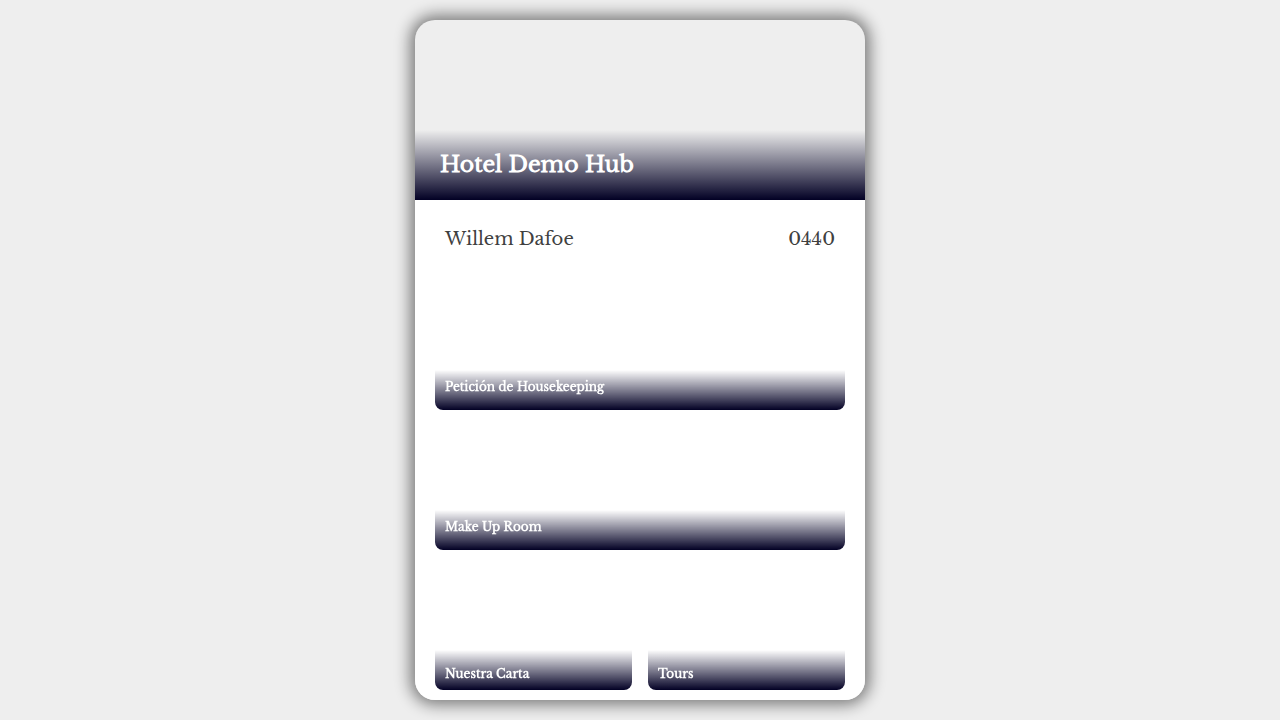 Hotel Demo Hub
Willem Dafoe 0440
Petición de Housekeeping
Make Up Room
Nuestra Carta
Tours